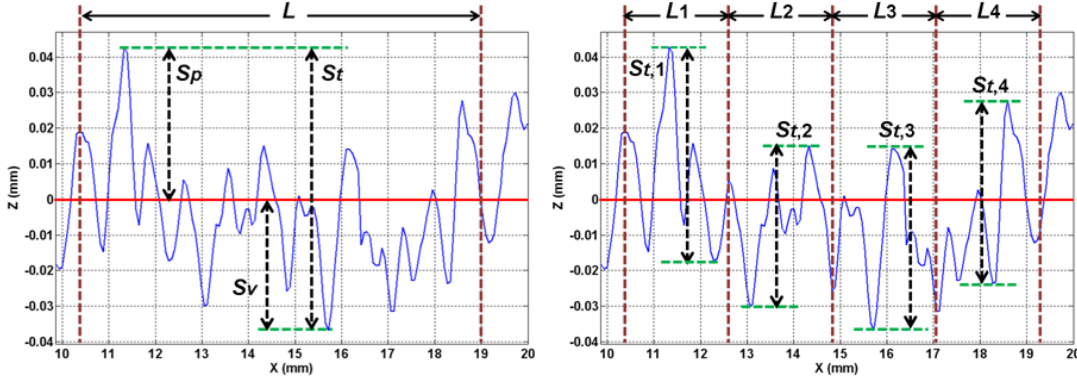 L
L1 L2 L3 L4
0.04
0.03
0.02
0.01
0
-0.01
-0.02
-0.03
-0.04
Z (mm)
Sp
St
Sv
10 11 12 13 14 15 16 17 18 19 20
X (mm)
0.04
0.03
0.02
0.01
0
-0.01
-0.02
-0.03
-0.04
Z (mm)
St,1
St,2
St,3
St,4
10 11 12 13 14 15 16 17 18 19 20
X (mm)